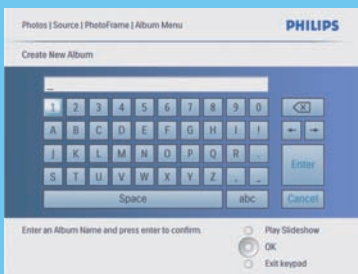 Photos | Source | PhotoFrame | Album Menu
PHILIPS
Create New Album
_
1 2 3 4 5 6 7 8 9 0
A B C D E F G H I !
J K L M N O P Q R .
S T U V W X Y Z , _
Space abc
Enter
Cancel
Enter an Album Name and press enter to confirm.
Play Slideshow
OK
Exit keypad